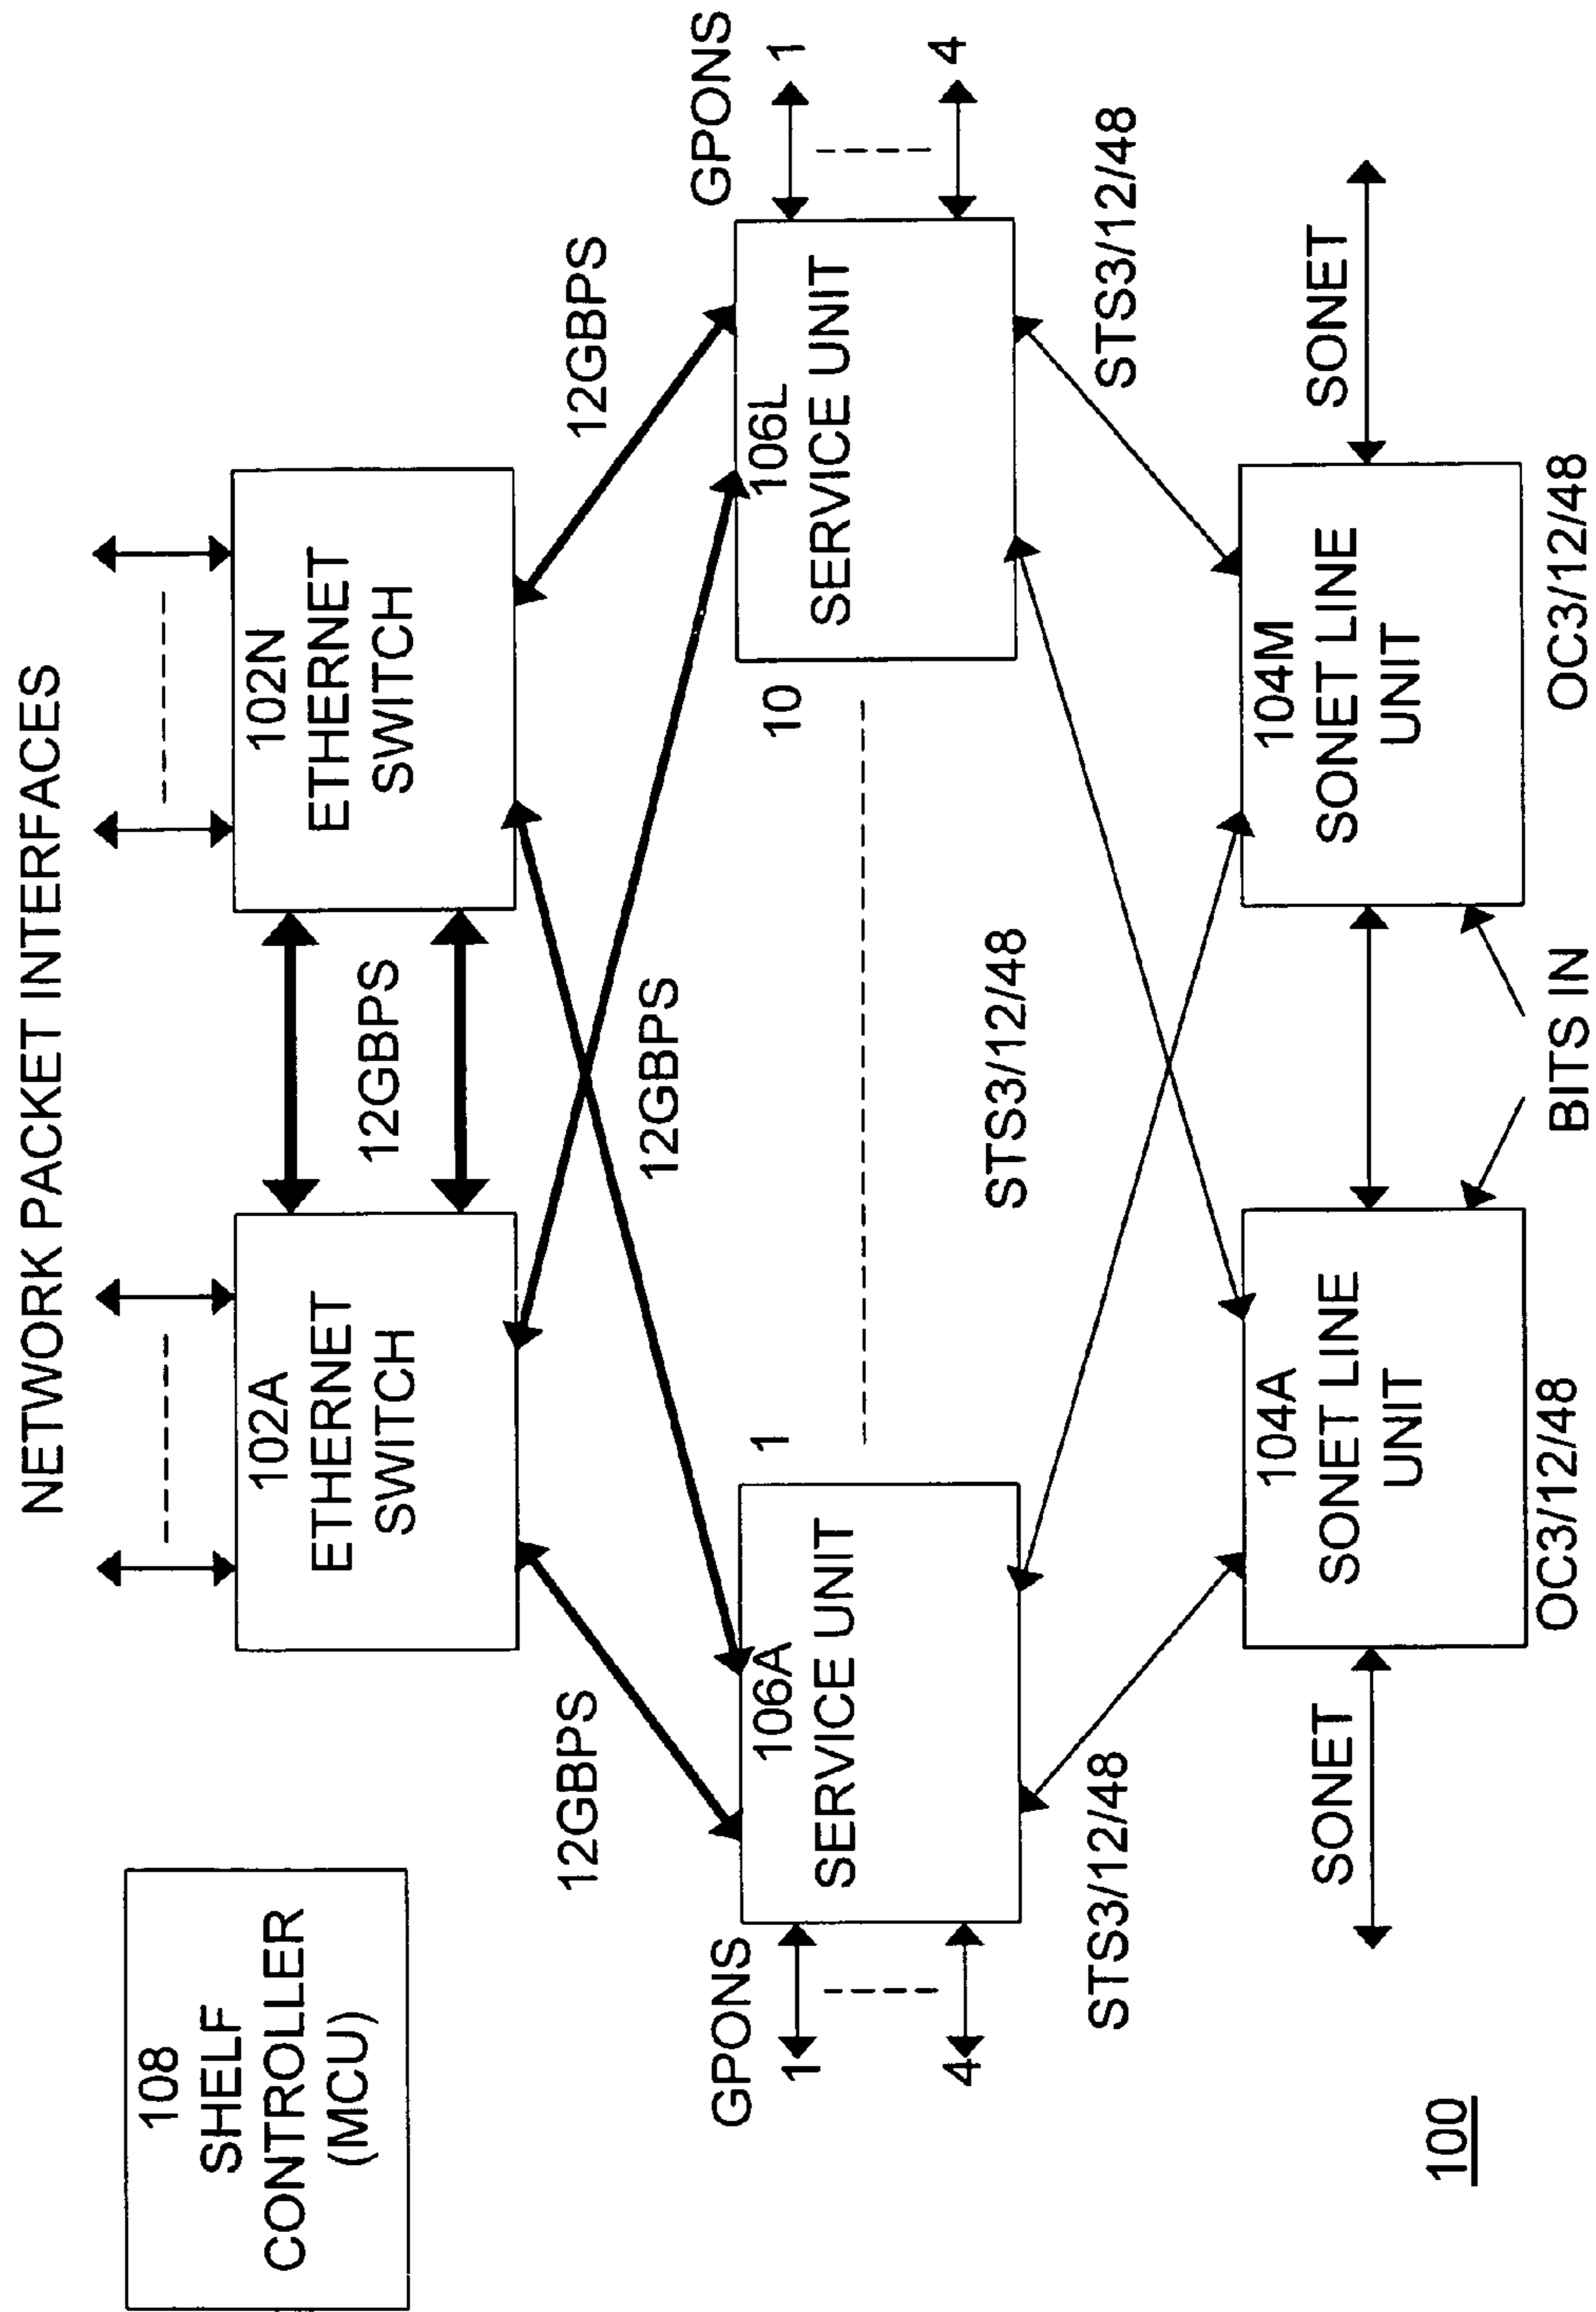 NETWORK PACKET INTERFACES
108
SHELF
CONTROLLER
(MCU)
102A
ETHERNET
SWITCH
12GBPS
102N
ETHERNET
SWITCH
12GBPS
12GBPS
12GBPS
GPONS
1
4
106A
SERVICE UNIT
1
10
106L
SERVICE UNIT
GPONS
1
4
STS3/12/48
STS3/12/48
STS3/12/48
SONET
104A
SONET LINE
UNIT
OC3/12/48
BITS IN
104M
SONET LINE
UNIT
OC3/12/48
SONET
100